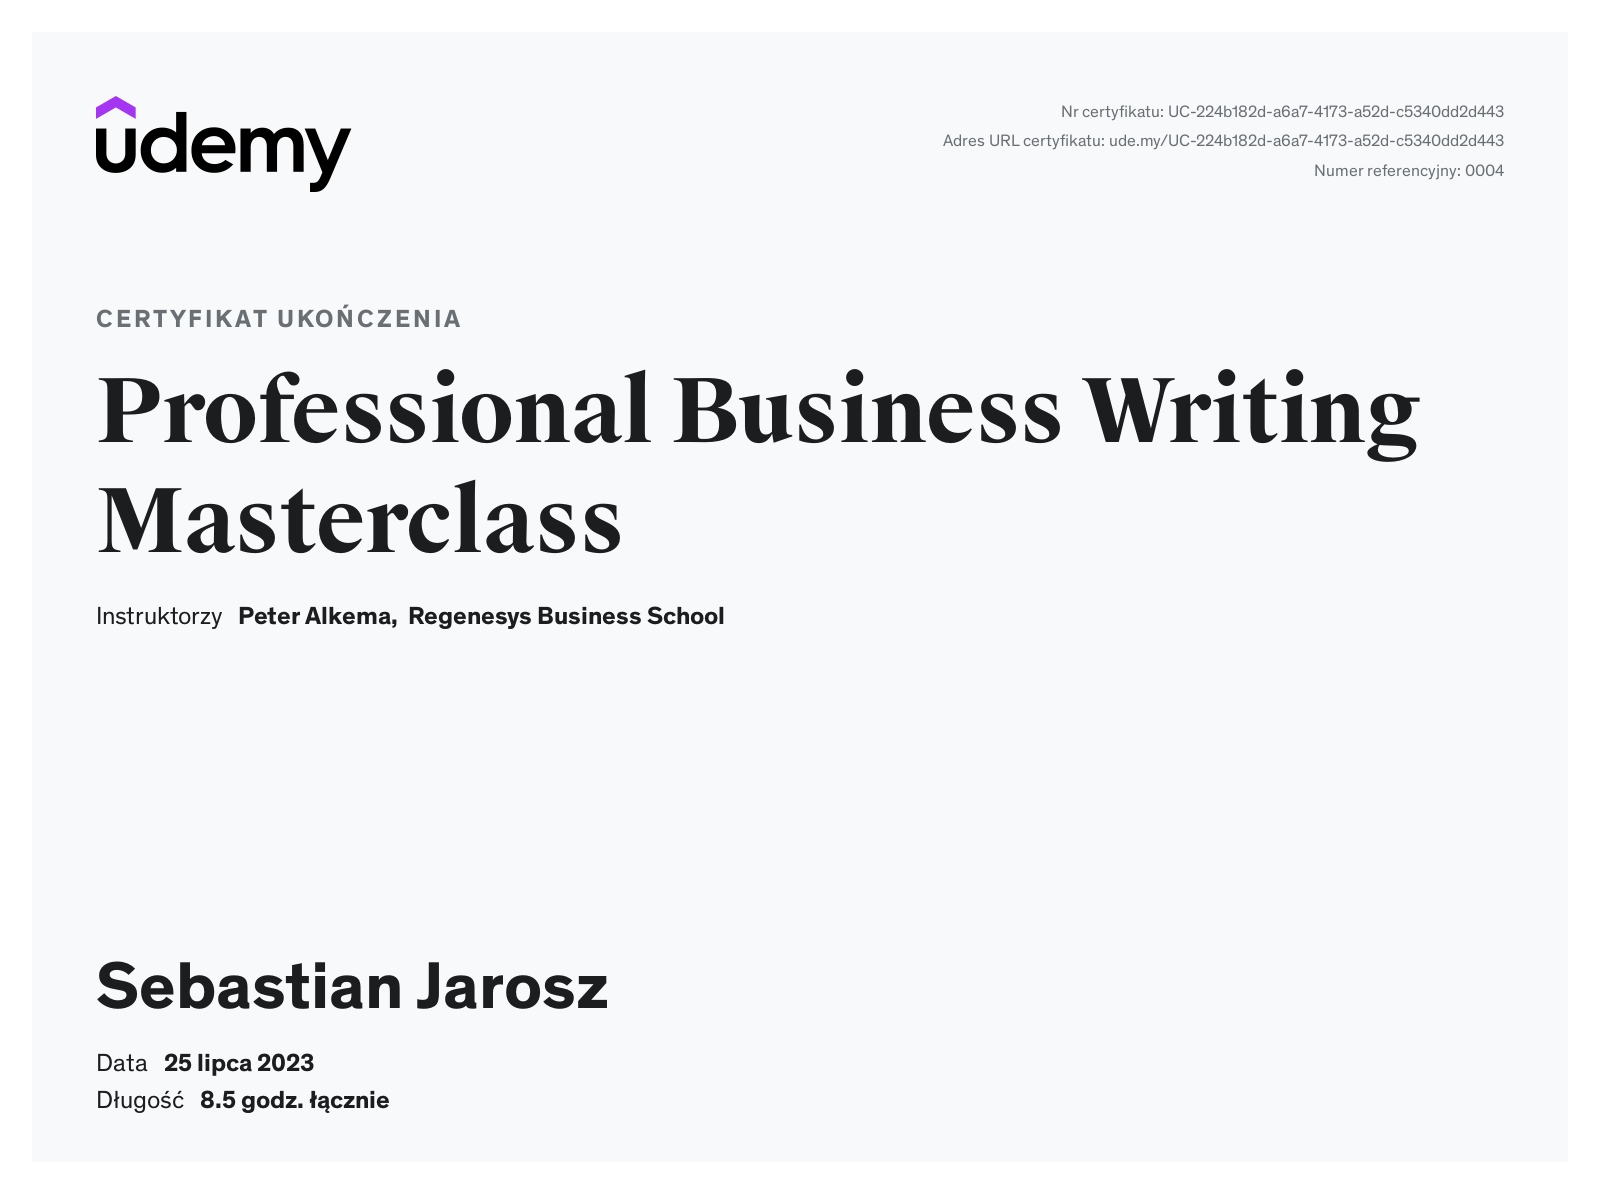 udemy
Nr certyfikatu: UC-224b182d-a6a7-4173-a52d-c5340dd2d443
Adres URL certyfikatu: ude.my/UC-224b182d-a6a7-4173-a52d-c5340dd2d443
Numer referencyjny: 0004
CERTYFIKAT UKOŃCZENIA
Professional Business Writing
Masterclass
Instruktorzy Peter Alkema, Regenesys Business School
Sebastian Jarosz
Data 25 lipca 2023
Długość 8.5 godz. łącznie